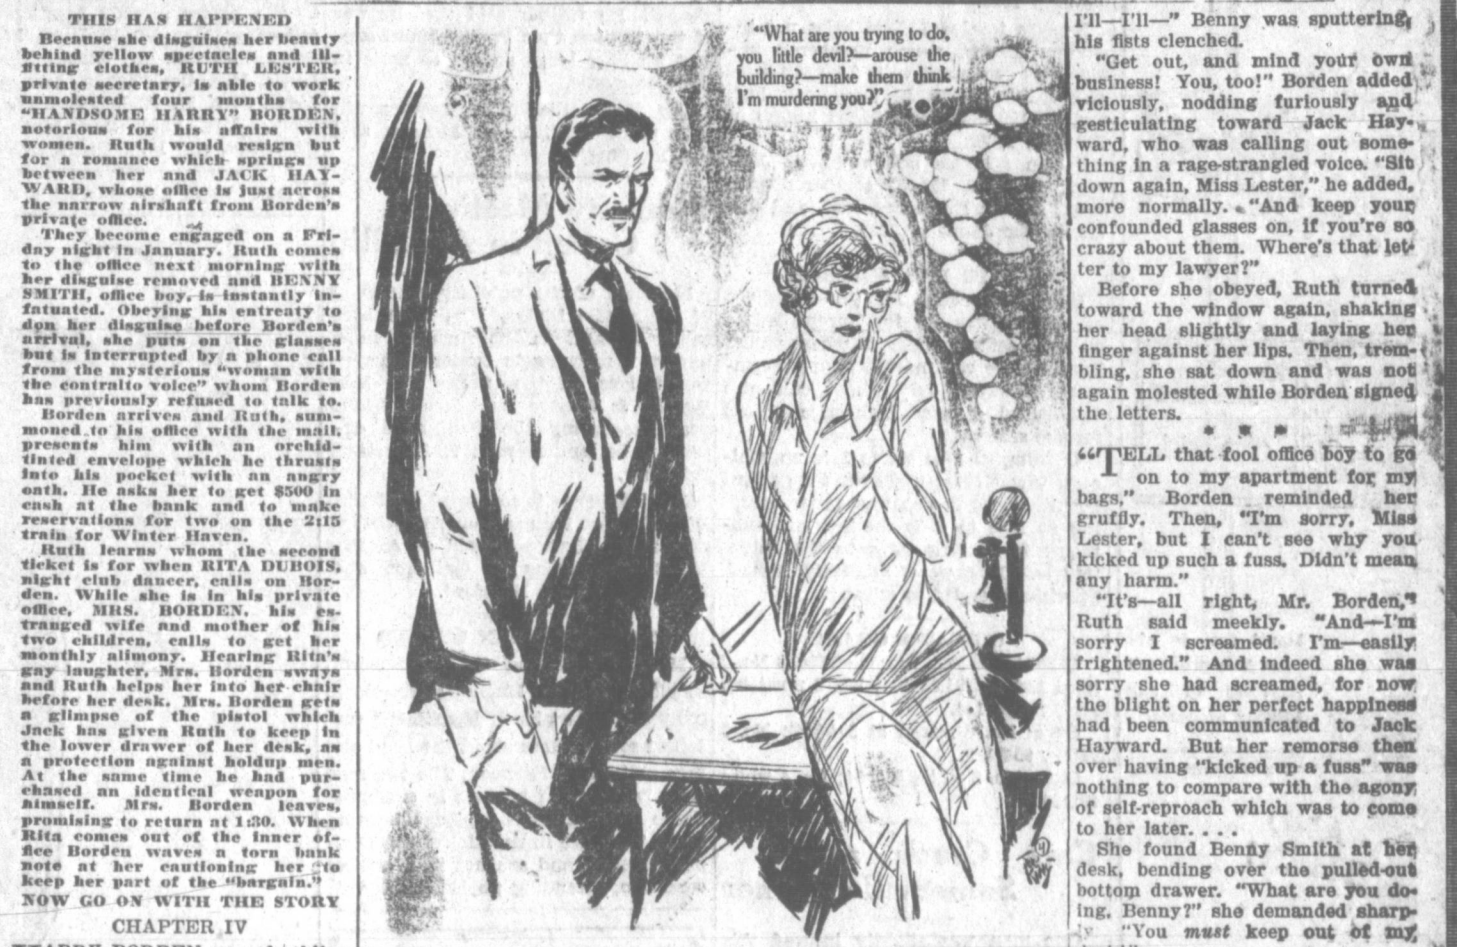 THIS HAS HAPPENED
Because she disguises her beauty
behind yellow spectacles and ill-
fitting clothes, RUTH LESTER,
private secretary, is able to work
unmolested four months for
"HANDSOME HARRY" BORDEN,
notorious for his affairs with
women. Ruth would resign but
for a romance which springs up
between her and JACK HAY-
WARD, whose office is just across
the narrow airshaft from Borden's
private office.
They become engaged on a Fri-
day night in January. Ruth comes
to the office next morning with
her disguise removed and BENNY
SMITH, office boy, is instantly in-
fatuated. Obeying his entreaty to
don her disguise before Borden's
arrival, she puts on the glasses
but is interrupted by a phone call
from the mysterious "woman with
the contralto voice" whom Borden
has previously refused to talk to.
Borden arrives and Ruth, sum-
moned to his office with the mail,
presents him with an orchid-
tinted envelope which he thrusts
into his pocket with an angry
oath. He asks her to get $500 in
cash at the bank and to make
reservations for two on the 2:15
train for Winter Haven.
Ruth learns whom the second
ticket is for when RITA DUBOIS,
night club dancer, calls on Bor-
den. While she is in his private
office, MRS. BORDEN, his es-
tranged wife and mother of his
two children, calls to get her
monthly alimony. Hearing Rita's
gay laughter, Mrs. Borden sways
and Ruth helps her into her chair
before her desk. Mrs. Borden gets
a glimpse of the pistol which
Jack has given Ruth to keep in
the lower drawer of her desk, as
a protection against holdup men.
At the same time he had pur-
chased an identical weapon for
himself. Mrs. Borden leaves,
promising to return at 1:30. When
Rita comes out of the inner of-
fice Borden waves a torn bank
note at her cautioning her to
keep her part of the "bargain."
NOW GO ON WITH THE STORY
CHAPTER IV
"What are you trying to do,
you little devil?—arouse the
building?—make them think
I'm murdering you?"
I'll—I'll—" Benny was sputtering,
his fists clenched.
"Get out, and mind your own
business! You, too!" Borden added
viciously, nodding furiously and
gesticulating toward Jack Hay-
ward, who was calling out some-
thing in a rage-strangled voice. "Sit
down again, Miss Lester," he added,
more normally. "And keep your
confounded glasses on, if you're so
crazy about them. Where's that let-
ter to my lawyer?"
Before she obeyed, Ruth turned
toward the window again, shaking
her head slightly and laying her
finger against her lips. Then, trem-
bling, she sat down and was not
again molested while Borden signed
the letters.
* * *
"TELL that fool office boy to go
on to my apartment for my
bags," Borden reminded her
gruffly. Then, "I'm sorry, Miss
Lester, but I can't see why you
kicked up such a fuss. Didn't mean
any harm."
"It's—all right, Mr. Borden,"
Ruth said meekly. "And—I'm
sorry I screamed. I'm—easily
frightened." And indeed she was
sorry she had screamed, for now
the blight on her perfect happiness
had been communicated to Jack
Hayward. But her remorse then
over having "kicked up a fuss" was
nothing to compare with the agony
of self-reproach which was to come
to her later. . . .
She found Benny Smith at her
desk, bending over the pulled-out
bottom drawer. "What are you do-
ing, Benny?" she demanded sharp-
ly. "You must keep out of my